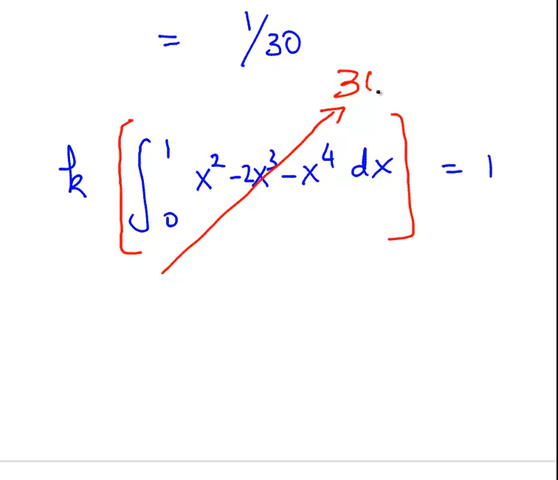 = 1/30
3(
k [∫₀¹ x² - 2x³ - x⁴ dx] = 1